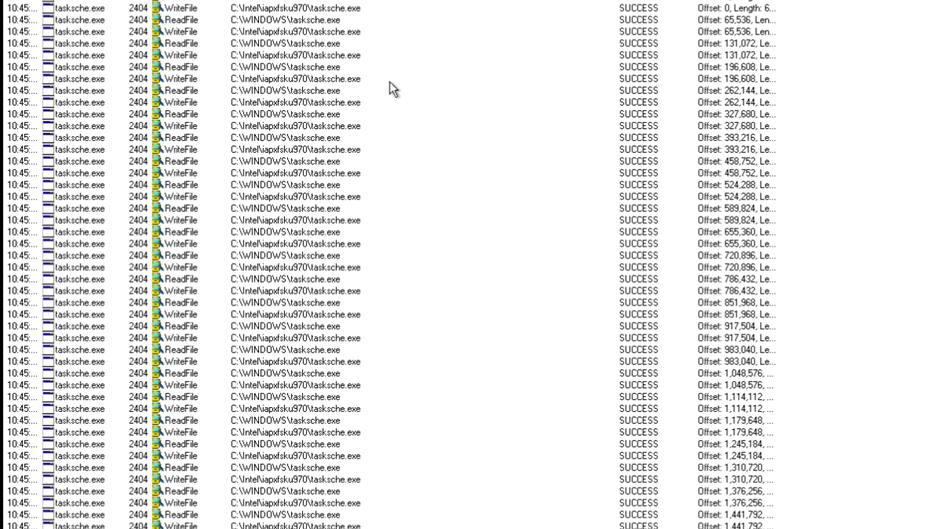 10:45:... tasksche.exe 2404 WriteFile C:\Intel\iapxfsku970\tasksche.exe SUCCESS Offset: 0, Length: 6...
10:45:... tasksche.exe 2404 ReadFile C:\WINDOWS\tasksche.exe SUCCESS Offset: 65,536, Len...
10:45:... tasksche.exe 2404 WriteFile C:\Intel\iapxfsku970\tasksche.exe SUCCESS Offset: 65,536, Len...
10:45:... tasksche.exe 2404 ReadFile C:\WINDOWS\tasksche.exe SUCCESS Offset: 131,072, Le...
10:45:... tasksche.exe 2404 WriteFile C:\Intel\iapxfsku970\tasksche.exe SUCCESS Offset: 131,072, Le...
10:45:... tasksche.exe 2404 ReadFile C:\WINDOWS\tasksche.exe SUCCESS Offset: 196,608, Le...
10:45:... tasksche.exe 2404 WriteFile C:\Intel\iapxfsku970\tasksche.exe SUCCESS Offset: 196,608, Le...
10:45:... tasksche.exe 2404 ReadFile C:\WINDOWS\tasksche.exe SUCCESS Offset: 262,144, Le...
10:45:... tasksche.exe 2404 WriteFile C:\Intel\iapxfsku970\tasksche.exe SUCCESS Offset: 262,144, Le...
10:45:... tasksche.exe 2404 ReadFile C:\WINDOWS\tasksche.exe SUCCESS Offset: 327,680, Le...
10:45:... tasksche.exe 2404 WriteFile C:\Intel\iapxfsku970\tasksche.exe SUCCESS Offset: 327,680, Le...
10:45:... tasksche.exe 2404 ReadFile C:\WINDOWS\tasksche.exe SUCCESS Offset: 393,216, Le...
10:45:... tasksche.exe 2404 WriteFile C:\Intel\iapxfsku970\tasksche.exe SUCCESS Offset: 393,216, Le...
10:45:... tasksche.exe 2404 ReadFile C:\WINDOWS\tasksche.exe SUCCESS Offset: 458,752, Le...
10:45:... tasksche.exe 2404 WriteFile C:\Intel\iapxfsku970\tasksche.exe SUCCESS Offset: 458,752, Le...
10:45:... tasksche.exe 2404 ReadFile C:\WINDOWS\tasksche.exe SUCCESS Offset: 524,288, Le...
10:45:... tasksche.exe 2404 WriteFile C:\Intel\iapxfsku970\tasksche.exe SUCCESS Offset: 524,288, Le...
10:45:... tasksche.exe 2404 ReadFile C:\WINDOWS\tasksche.exe SUCCESS Offset: 589,824, Le...
10:45:... tasksche.exe 2404 WriteFile C:\Intel\iapxfsku970\tasksche.exe SUCCESS Offset: 589,824, Le...
10:45:... tasksche.exe 2404 ReadFile C:\WINDOWS\tasksche.exe SUCCESS Offset: 655,360, Le...
10:45:... tasksche.exe 2404 WriteFile C:\Intel\iapxfsku970\tasksche.exe SUCCESS Offset: 655,360, Le...
10:45:... tasksche.exe 2404 ReadFile C:\WINDOWS\tasksche.exe SUCCESS Offset: 720,896, Le...
10:45:... tasksche.exe 2404 WriteFile C:\Intel\iapxfsku970\tasksche.exe SUCCESS Offset: 720,896, Le...
10:45:... tasksche.exe 2404 ReadFile C:\WINDOWS\tasksche.exe SUCCESS Offset: 786,432, Le...
10:45:... tasksche.exe 2404 WriteFile C:\Intel\iapxfsku970\tasksche.exe SUCCESS Offset: 786,432, Le...
10:45:... tasksche.exe 2404 ReadFile C:\WINDOWS\tasksche.exe SUCCESS Offset: 851,968, Le...
10:45:... tasksche.exe 2404 WriteFile C:\Intel\iapxfsku970\tasksche.exe SUCCESS Offset: 851,968, Le...
10:45:... tasksche.exe 2404 ReadFile C:\WINDOWS\tasksche.exe SUCCESS Offset: 917,504, Le...
10:45:... tasksche.exe 2404 WriteFile C:\Intel\iapxfsku970\tasksche.exe SUCCESS Offset: 917,504, Le...
10:45:... tasksche.exe 2404 ReadFile C:\WINDOWS\tasksche.exe SUCCESS Offset: 983,040, Le...
10:45:... tasksche.exe 2404 WriteFile C:\Intel\iapxfsku970\tasksche.exe SUCCESS Offset: 983,040, Le...
10:45:... tasksche.exe 2404 ReadFile C:\WINDOWS\tasksche.exe SUCCESS Offset: 1,048,576, ...
10:45:... tasksche.exe 2404 WriteFile C:\Intel\iapxfsku970\tasksche.exe SUCCESS Offset: 1,048,576, ...
10:45:... tasksche.exe 2404 ReadFile C:\WINDOWS\tasksche.exe SUCCESS Offset: 1,114,112, ...
10:45:... tasksche.exe 2404 WriteFile C:\Intel\iapxfsku970\tasksche.exe SUCCESS Offset: 1,114,112, ...
10:45:... tasksche.exe 2404 ReadFile C:\WINDOWS\tasksche.exe SUCCESS Offset: 1,179,648, ...
10:45:... tasksche.exe 2404 WriteFile C:\Intel\iapxfsku970\tasksche.exe SUCCESS Offset: 1,179,648, ...
10:45:... tasksche.exe 2404 ReadFile C:\WINDOWS\tasksche.exe SUCCESS Offset: 1,245,184, ...
10:45:... tasksche.exe 2404 WriteFile C:\Intel\iapxfsku970\tasksche.exe SUCCESS Offset: 1,245,184, ...
10:45:... tasksche.exe 2404 ReadFile C:\WINDOWS\tasksche.exe SUCCESS Offset: 1,310,720, ...
10:45:... tasksche.exe 2404 WriteFile C:\Intel\iapxfsku970\tasksche.exe SUCCESS Offset: 1,310,720, ...
10:45:... tasksche.exe 2404 ReadFile C:\WINDOWS\tasksche.exe SUCCESS Offset: 1,376,256, ...
10:45:... tasksche.exe 2404 WriteFile C:\Intel\iapxfsku970\tasksche.exe SUCCESS Offset: 1,376,256, ...
10:45:... tasksche.exe 2404 ReadFile C:\WINDOWS\tasksche.exe SUCCESS Offset: 1,441,792, ...
10:45:... tasksche.exe 2404 WriteFile C:\Intel\iapxfsku970\tasksche.exe SUCCESS Offset: 1,441,792, ...